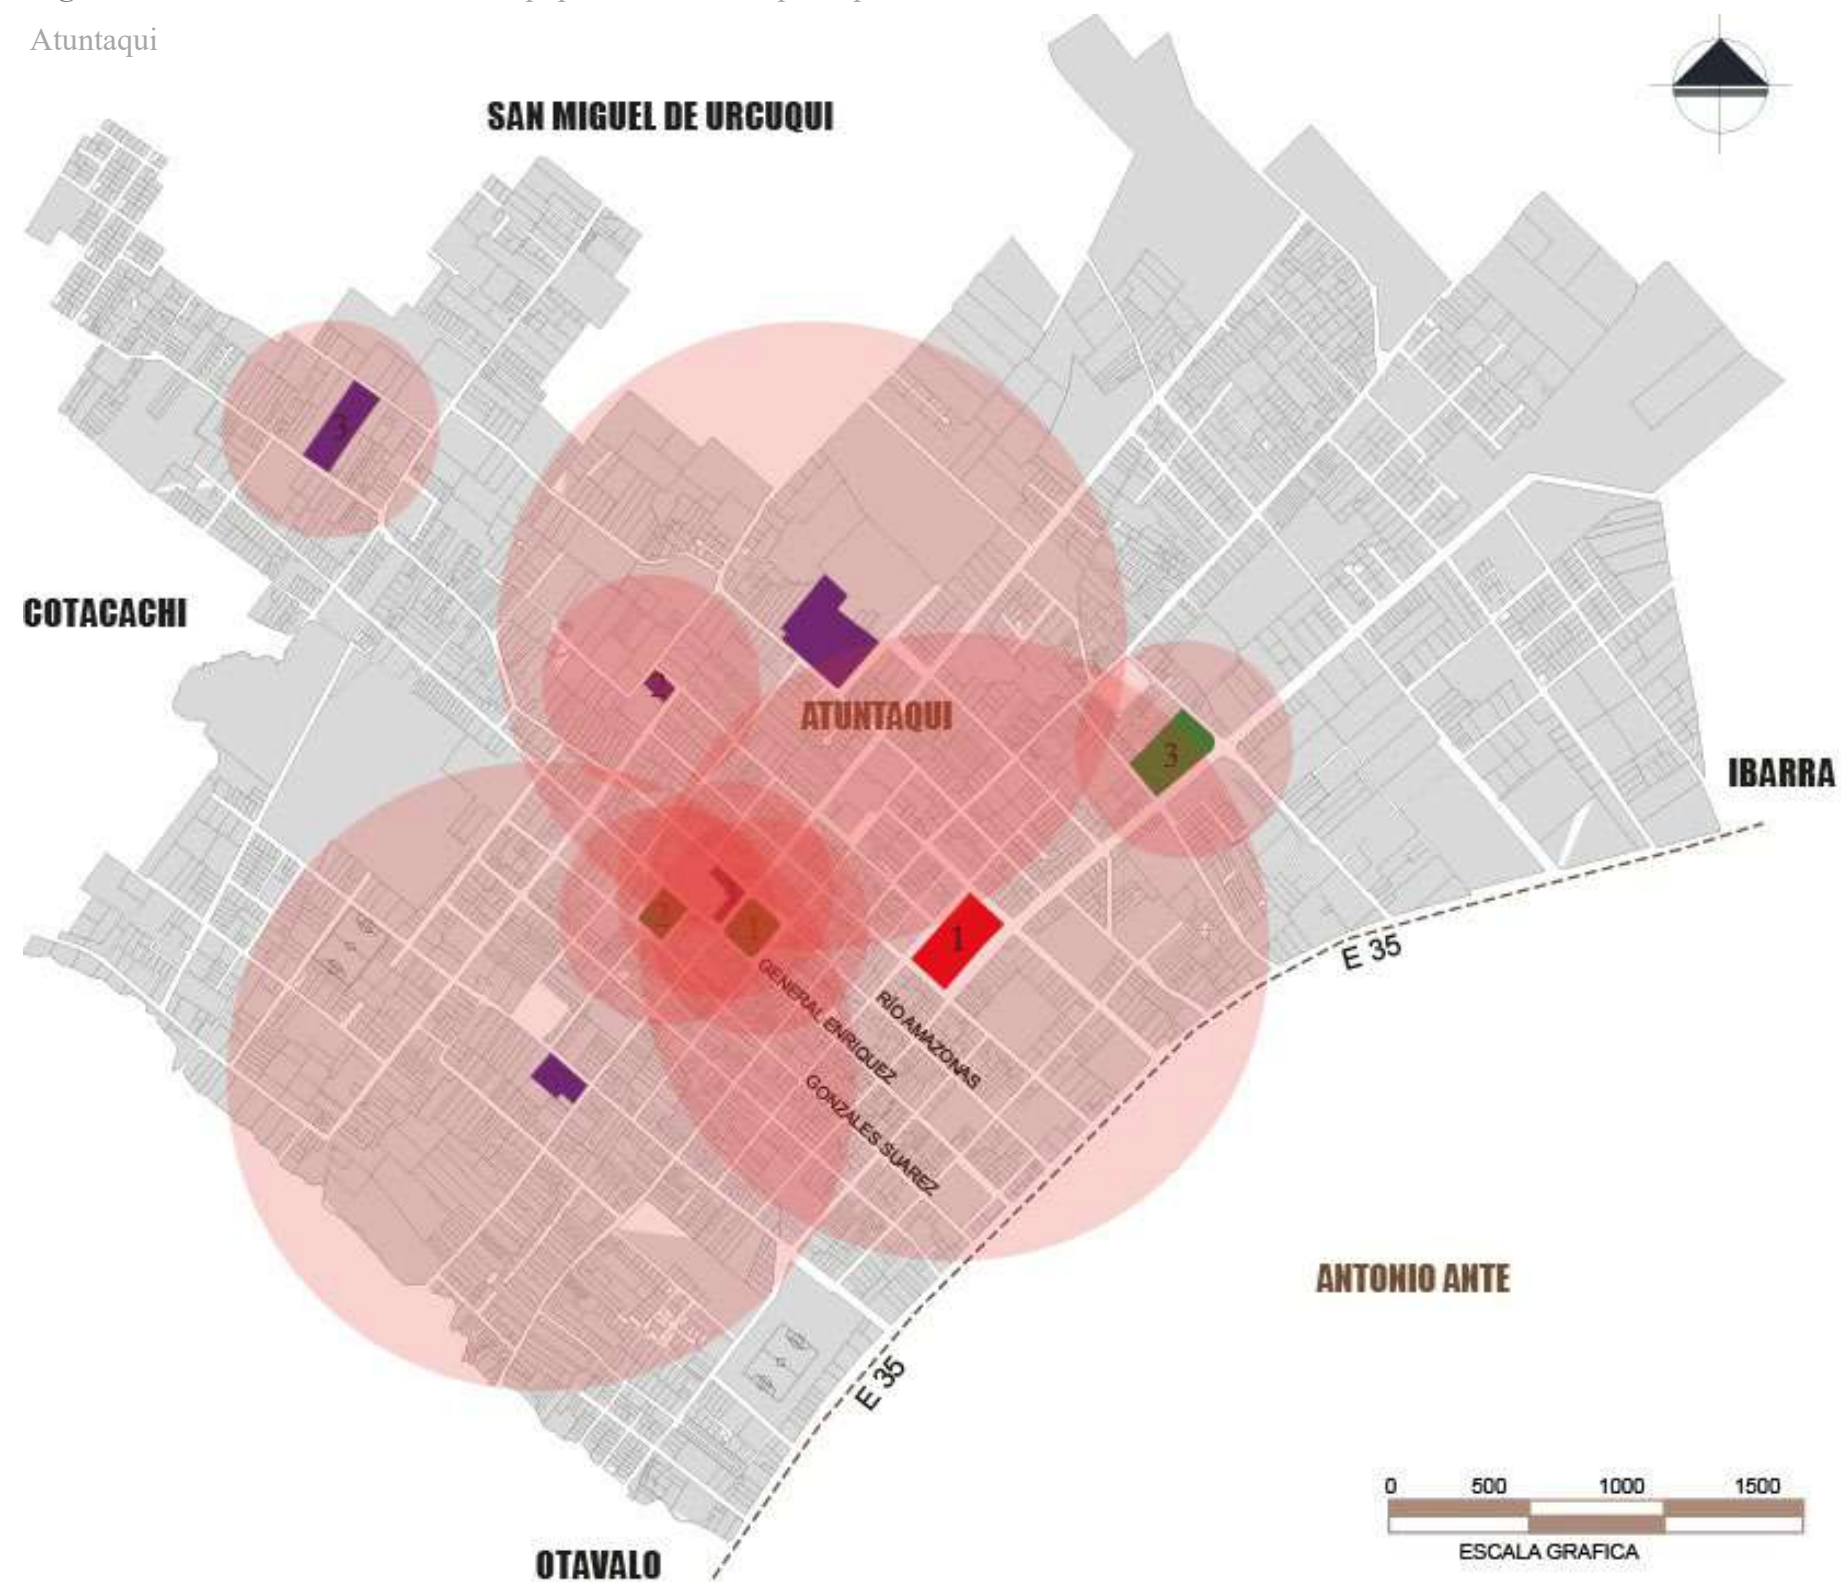 Atuntaqui
SAN MIGUEL DE URCUQUI
3
COTACACHI
2
ATUNTAQUI
3
IBARRA
2
1
1
GENERAL ENRIQUEZ
RÍO AMAZONAS
E 35
GONZALES SUAREZ
ANTONIO ANTE
E 35
0 500 1000 1500
ESCALA GRAFICA
OTAVALO